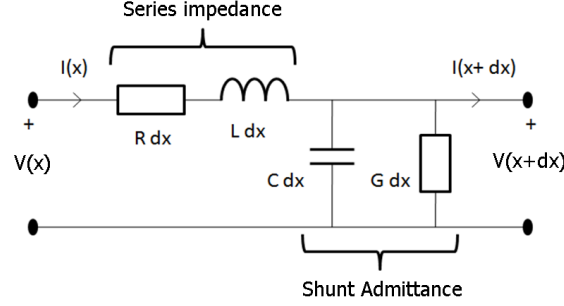 Series impedance
I(x)
I(x+ dx)
+
R dx
L dx
+
V(x)
C dx
G dx
V(x+dx)
Shunt Admittance